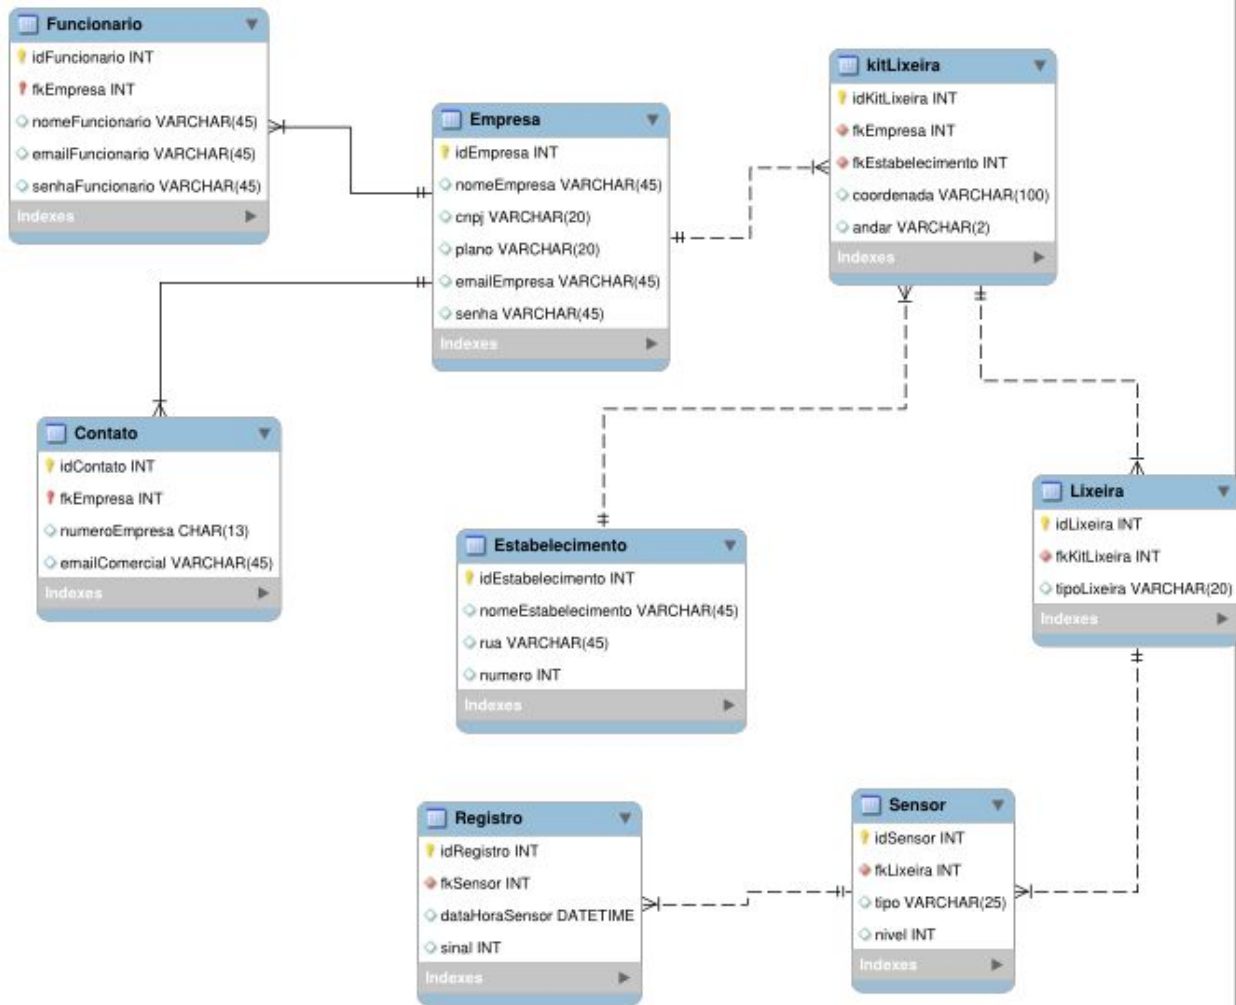 Funcionario
idFuncionario INT
fkEmpresa INT
nomeFuncionario VARCHAR(45)
emailFuncionario VARCHAR(45)
senhaFuncionario VARCHAR(45)
Indexes
Empresa
idEmpresa INT
nomeEmpresa VARCHAR(45)
cnpj VARCHAR(20)
plano VARCHAR(20)
emailEmpresa VARCHAR(45)
senha VARCHAR(45)
Indexes
kitLixeira
idKitLixeira INT
fkEmpresa INT
fkEstabelecimento INT
coordenada VARCHAR(100)
andar VARCHAR(2)
Indexes
Contato
idContato INT
fkEmpresa INT
numeroEmpresa CHAR(13)
emailComercial VARCHAR(45)
Indexes
Estabelecimento
idEstabelecimento INT
nomeEstabelecimento VARCHAR(45)
rua VARCHAR(45)
numero INT
Indexes
Lixeira
idLixeira INT
fkKitLixeira INT
tipoLixeira VARCHAR(20)
Indexes
Registro
idRegistro INT
fkSensor INT
dataHoraSensor DATETIME
sinal INT
Indexes
Sensor
idSensor INT
fkLixeira INT
tipo VARCHAR(25)
nivel INT
Indexes